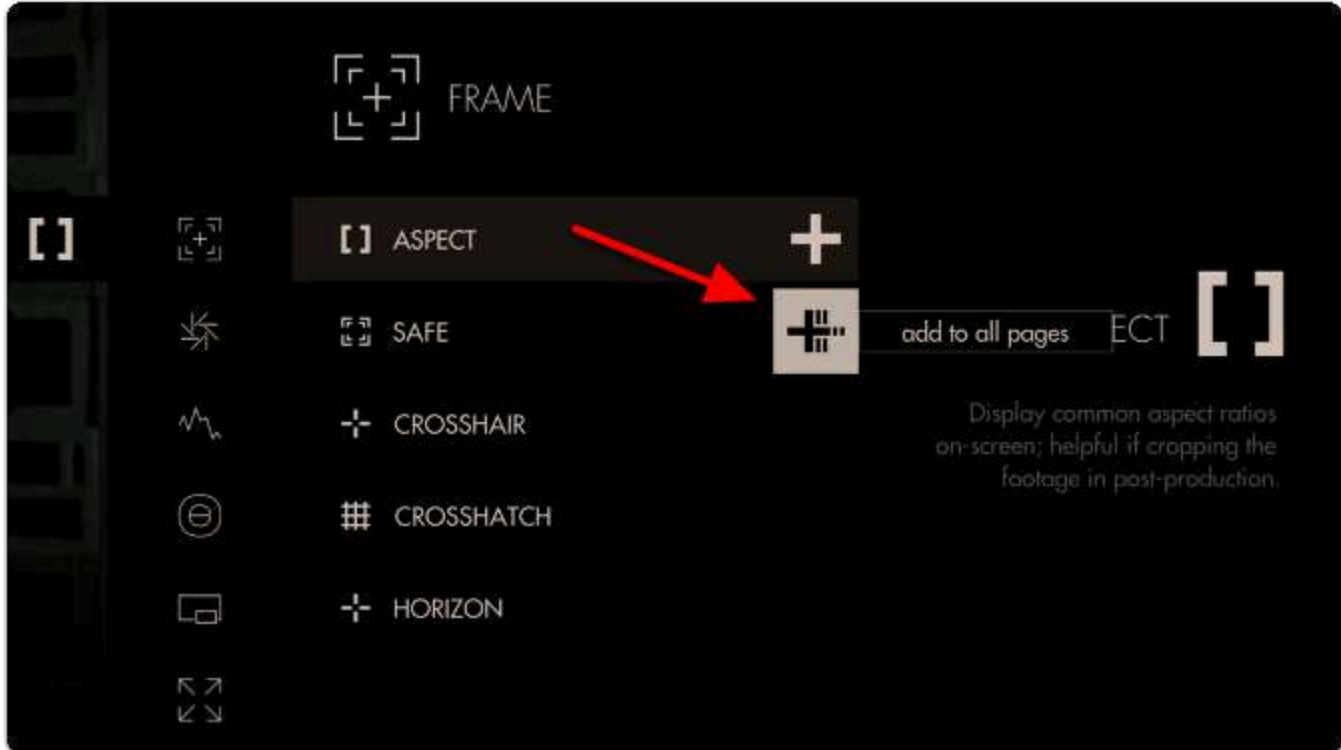 FRAME
ASPECT
SAFE
add to all pages
ECT
CROSSHAIR
Display common aspect ratios
on-screen; helpful if cropping the
footage in post-production.
CROSSHATCH
HORIZON